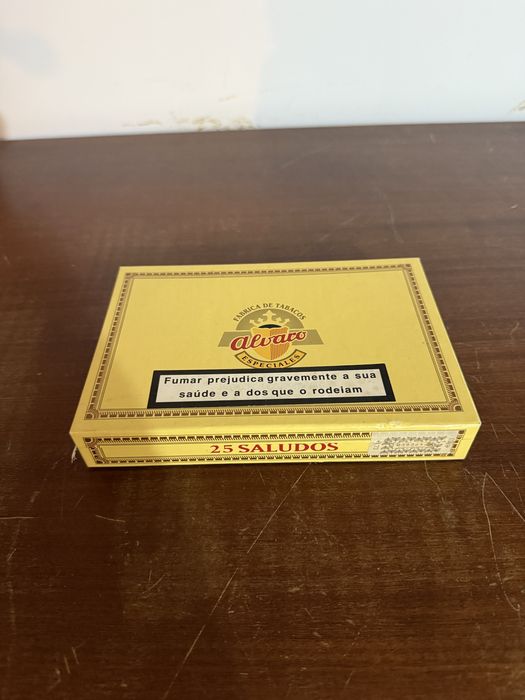 FABRICA DE TABACOS
Alvaro
ESPECIALES
Fumar prejudica gravemente a sua
saúde e a dos que o rodeiam
25 SALUDOS